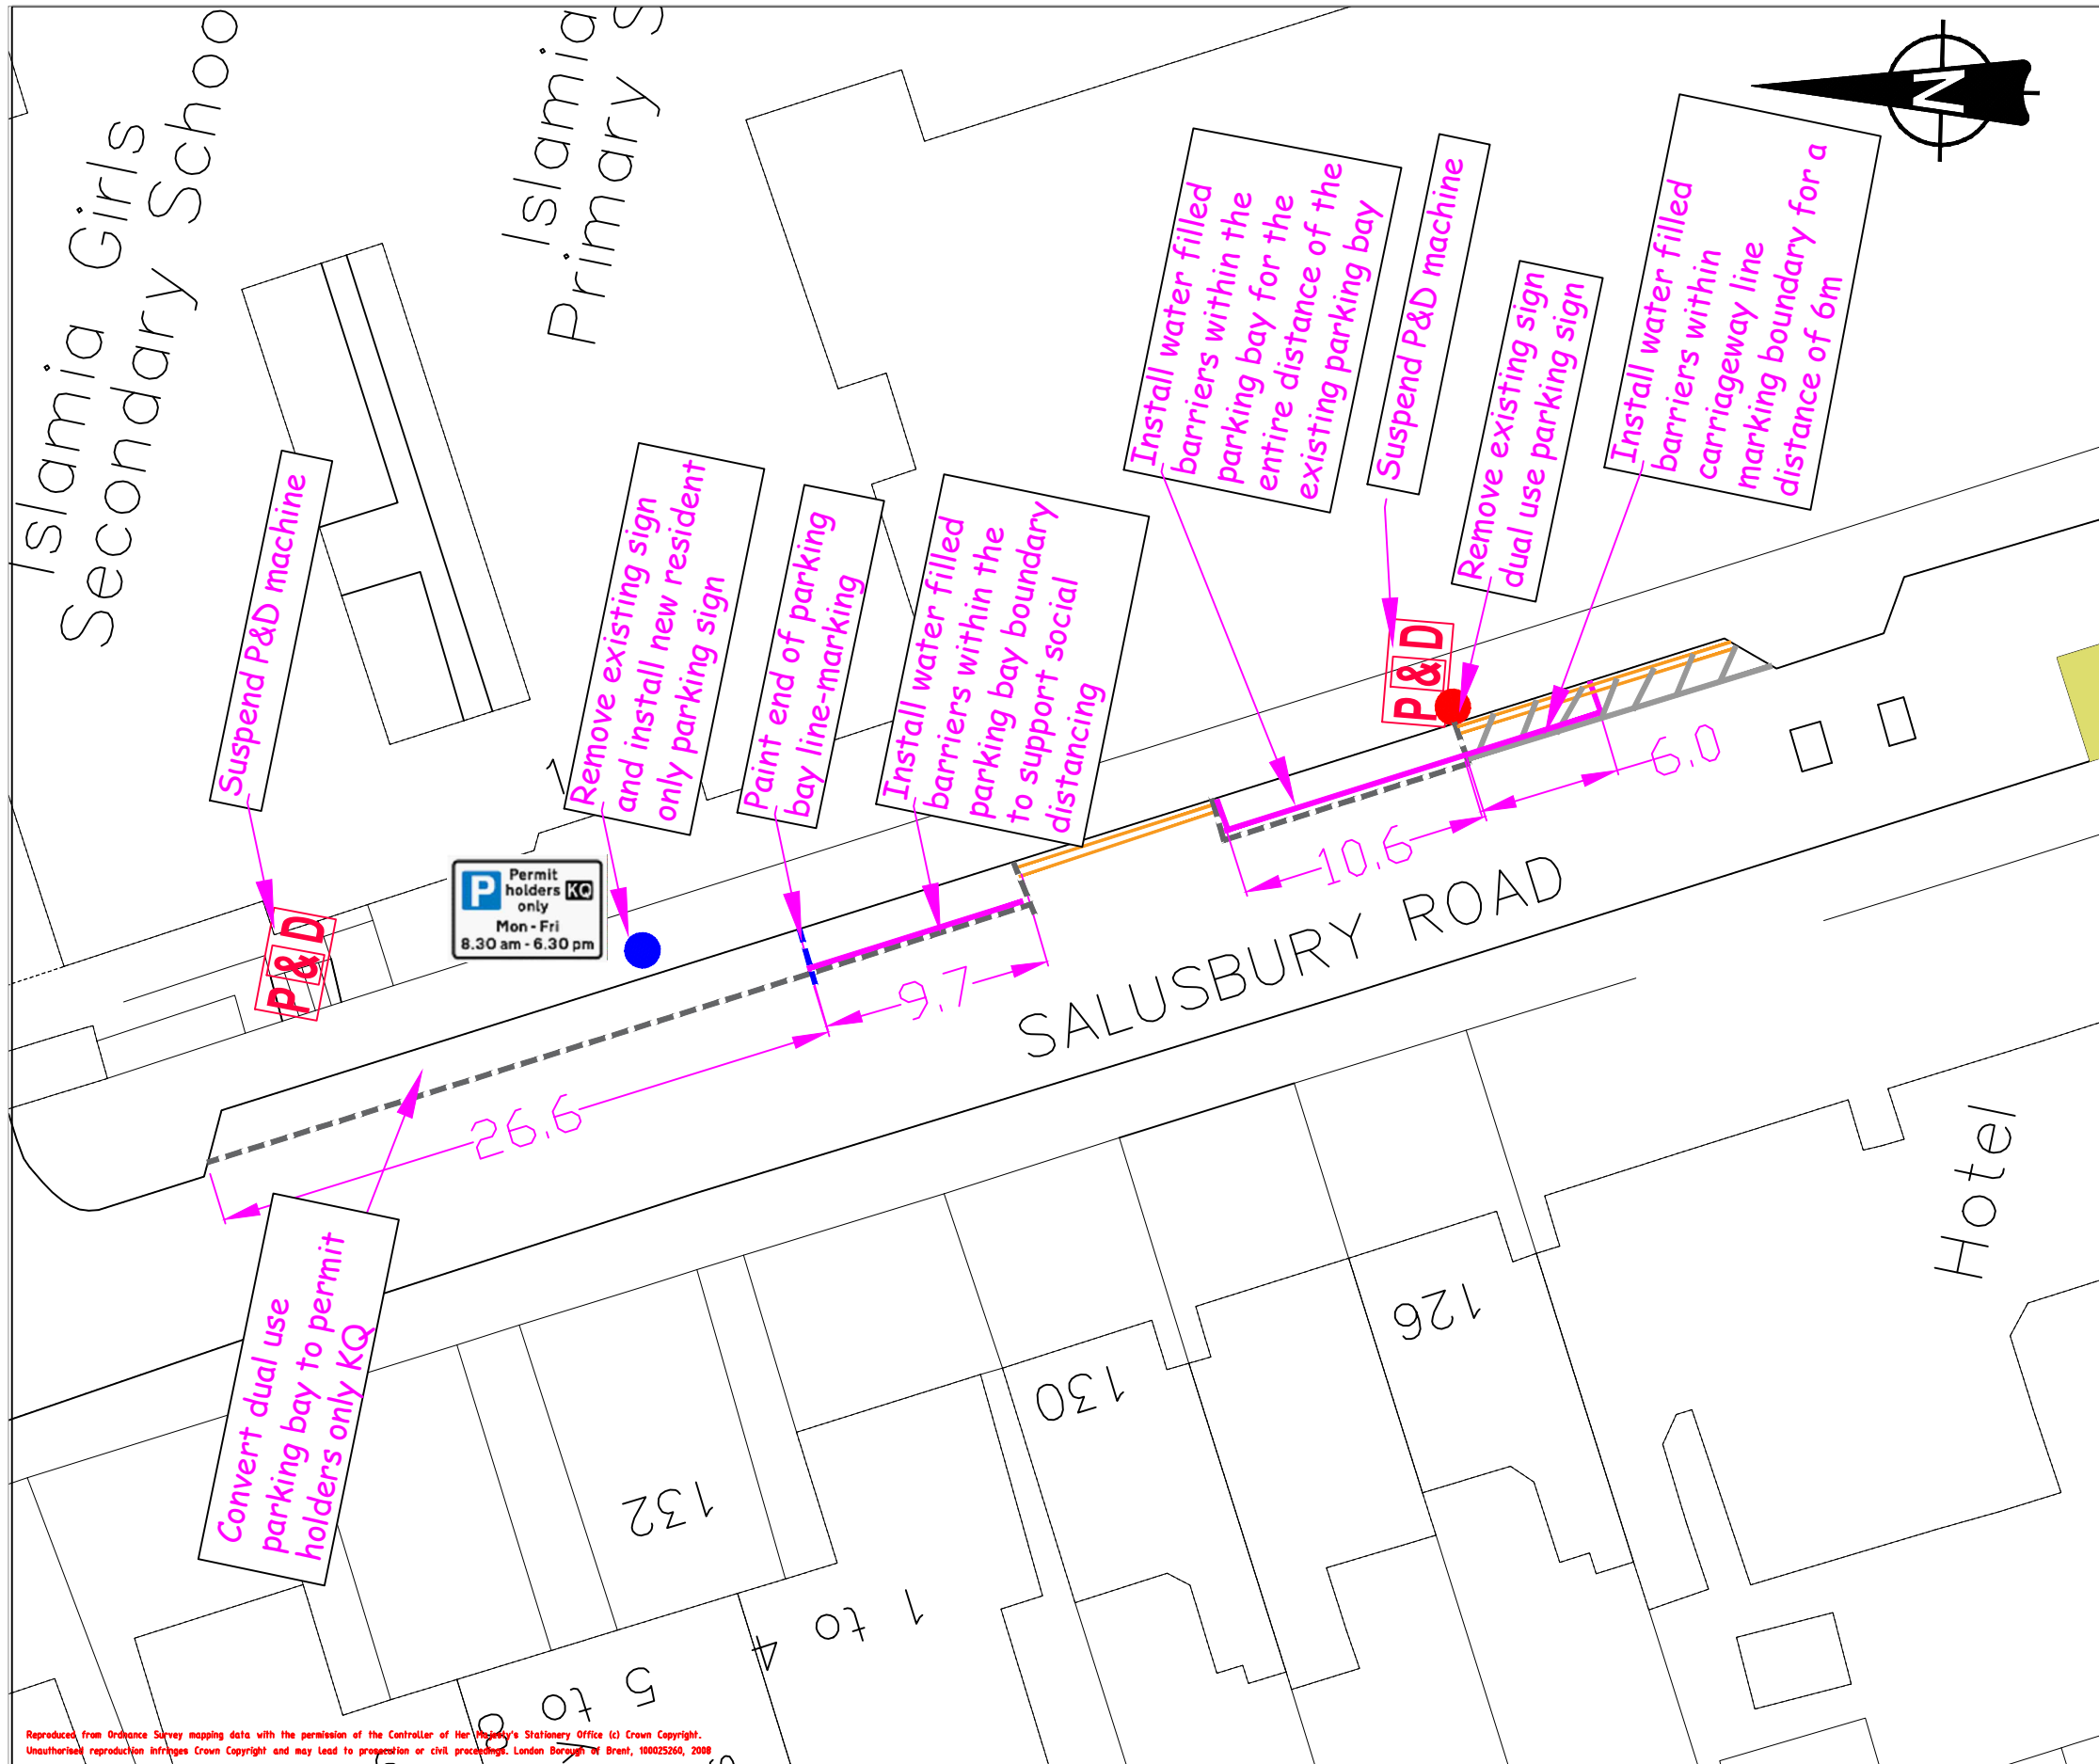 Islamia Girls
Secondary Schoo
Islamia
Primary S
N
Suspend P&D machine
Remove existing sign
and install new resident
only parking sign
Paint end of parking
bay line-marking
Install water filled
barriers within the
parking bay boundary
to support social
distancing
Install water filled
barriers within the
parking bay for the
entire distance of the
existing parking bay
Suspend P&D machine
Remove existing sign
dual use parking sign
Install water filled
barriers within
carriageway line
marking boundary for a
distance of 6m
P&D
P&D
P
Permit
holders KQ
only
Mon - Fri
8.30 am - 6.30 pm
6.0
10.6
9.7
26.6
SALUSBURY ROAD
Convert dual use
parking bay to permit
holders only KQ
Hotel
126
130
132
1 to 4
5 to 8
Reproduced from Ordnance Survey mapping data with the permission of the Controller of Her Majesty's Stationery Office (c) Crown Copyright.
Unauthorised reproduction infringes Crown Copyright and may lead to prosecution or civil proceedings. London Borough of Brent, 100025260, 2008